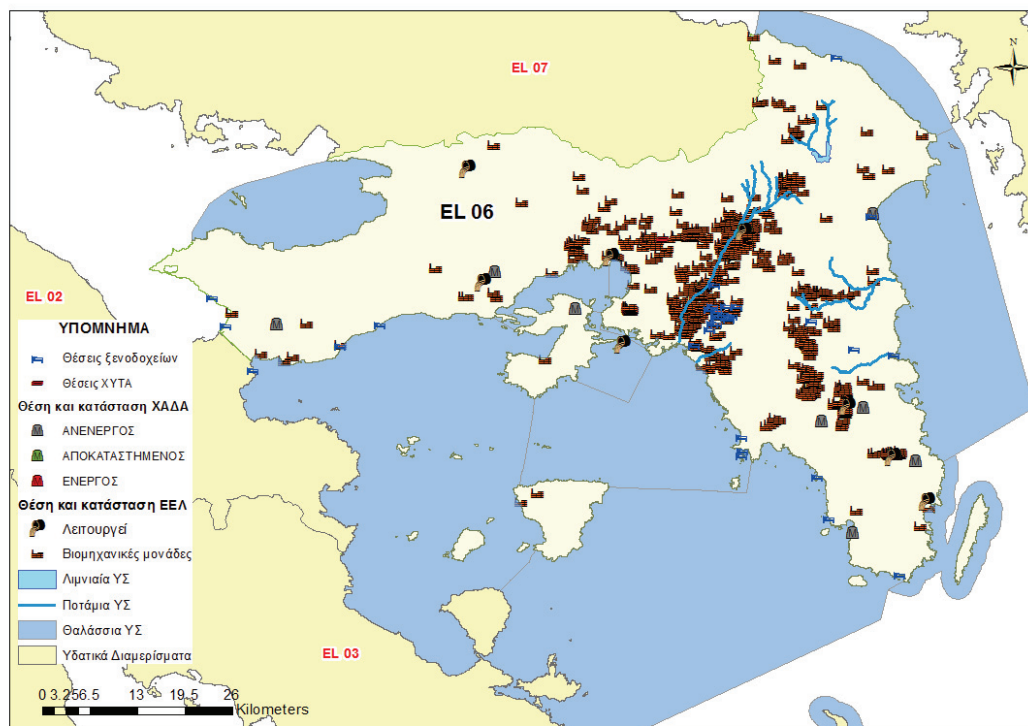 EL 07
N
EL 06
EL 02
ΥΠΟΜΝΗΜΑ
Θέσεις ξενοδοχείων
Θέσεις ΧΥΤΑ
Θέση και κατάσταση ΧΑΔΑ
ΑΝΕΝΕΡΓΟΣ
ΑΠΟΚΑΤΑΣΤΗΜΕΝΟΣ
ΕΝΕΡΓΟΣ
Θέση και κατάσταση ΕΕΛ
Λειτουργεί
Βιομηχανικές μονάδες
Λιμνιαία ΥΣ
Ποτάμια ΥΣ
Θαλάσσια ΥΣ
Υδατικά Διαμερίσματα
EL 03
0 3.256.5 13 19.5 26
Kilometers